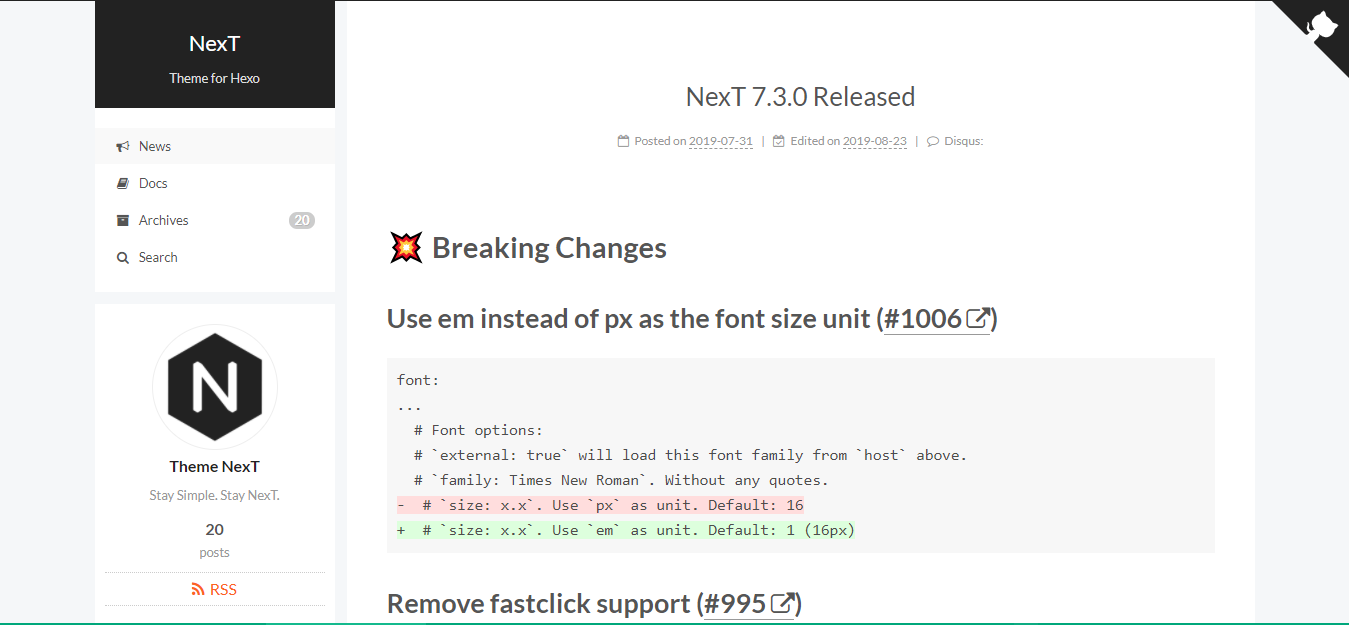 NexT
Theme for Hexo
News
Docs
Archives 20
Search
N
Theme NexT
Stay Simple. Stay NexT.
20
posts
RSS
NexT 7.3.0 Released
Posted on 2019-07-31 | Edited on 2019-08-23 | Disqus:
💥 Breaking Changes
Use em instead of px as the font size unit (#1006)
font:
...
  # Font options:
  # `external: true` will load this font family from `host` above.
  # `family: Times New Roman`. Without any quotes.
-  # `size: x.x`. Use `px` as unit. Default: 16
+  # `size: x.x`. Use `em` as unit. Default: 1 (16px)
Remove fastclick support (#995)